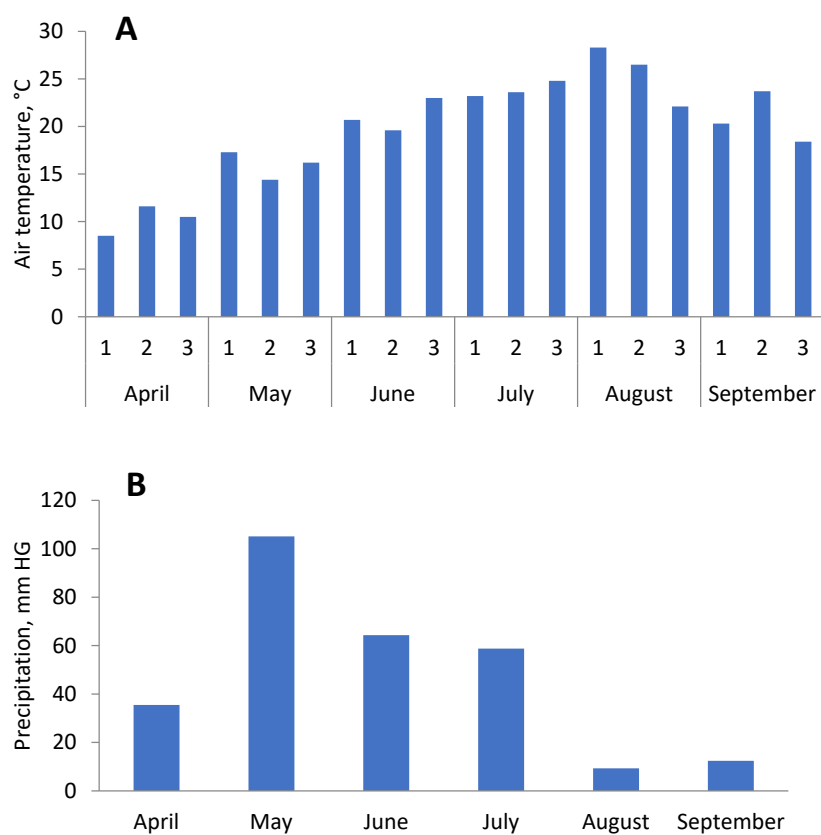 A
Air temperature, °C
30
25
20
15
10
5
0
1 2 3 1 2 3 1 2 3 1 2 3 1 2 3 1 2 3
April May June July August September
B
Precipitation, mm HG
120
100
80
60
40
20
0
April May June July August September